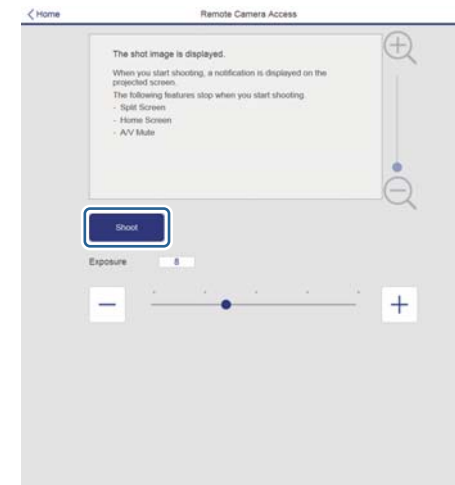 Home
Remote Camera Access
The shot image is displayed.
When you start shooting, a notification is displayed on the
projected screen.
The following features stop when you start shooting.
- Split Screen
- Home Screen
- A/V Mute
Shoot
Exposure 8